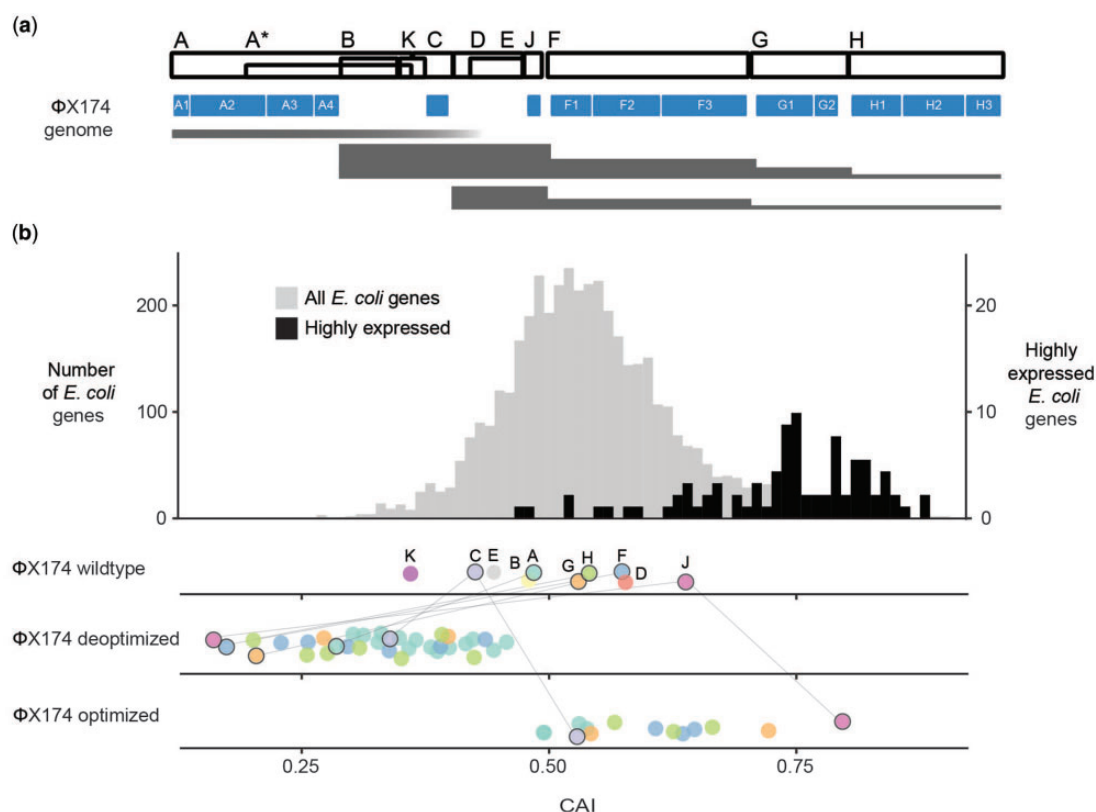 (a)
A A* B K C D E J F G H
A1 A2 A3 A4 F1 F2 F3 G1 G2 H1 H2 H3
ΦX174
genome
(b)
All E. coli genes
Highly expressed
200
100
0
Number
of E. coli
genes
20
10
0
Highly
expressed
E. coli
genes
ΦX174 wildtype
K C E B A G H F D J
ΦX174 deoptimized
ΦX174 optimized
0.25 0.50 0.75
CAI